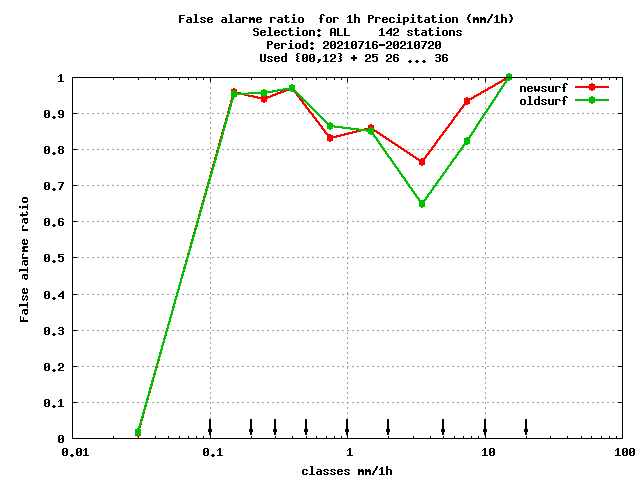 False alarme ratio  for 1h Precipitation (mm/1h)
Selection: ALL    142 stations
Period: 20210716-20210720
Used {00,12} + 25 26 ... 36
newsurf
oldsurf
1
0.9
0.8
0.7
0.6
0.5
0.4
0.3
0.2
0.1
0
False alarme ratio
0.01 0.1 1 10 100
classes mm/1h